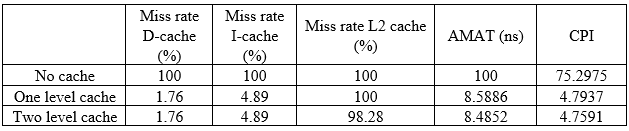 Miss rate D-cache (%) Miss rate I-cache (%) Miss rate L2 cache (%) AMAT (ns) CPI
No cache 100 100 100 100 75.2975
One level cache 1.76 4.89 100 8.5886 4.7937
Two level cache 1.76 4.89 98.28 8.4852 4.7591